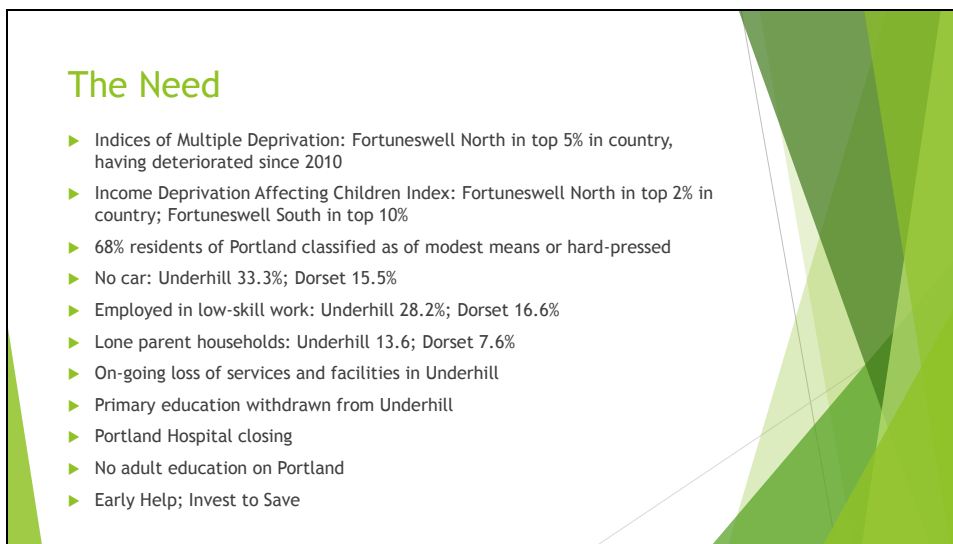 The Need
Indices of Multiple Deprivation: Fortuneswell North in top 5% in country,
having deteriorated since 2010
Income Deprivation Affecting Children Index: Fortuneswell North in top 2% in
country; Fortuneswell South in top 10%
68% residents of Portland classified as of modest means or hard-pressed
No car: Underhill 33.3%; Dorset 15.5%
Employed in low-skill work: Underhill 28.2%; Dorset 16.6%
Lone parent households: Underhill 13.6; Dorset 7.6%
On-going loss of services and facilities in Underhill
Primary education withdrawn from Underhill
Portland Hospital closing
No adult education on Portland
Early Help; Invest to Save